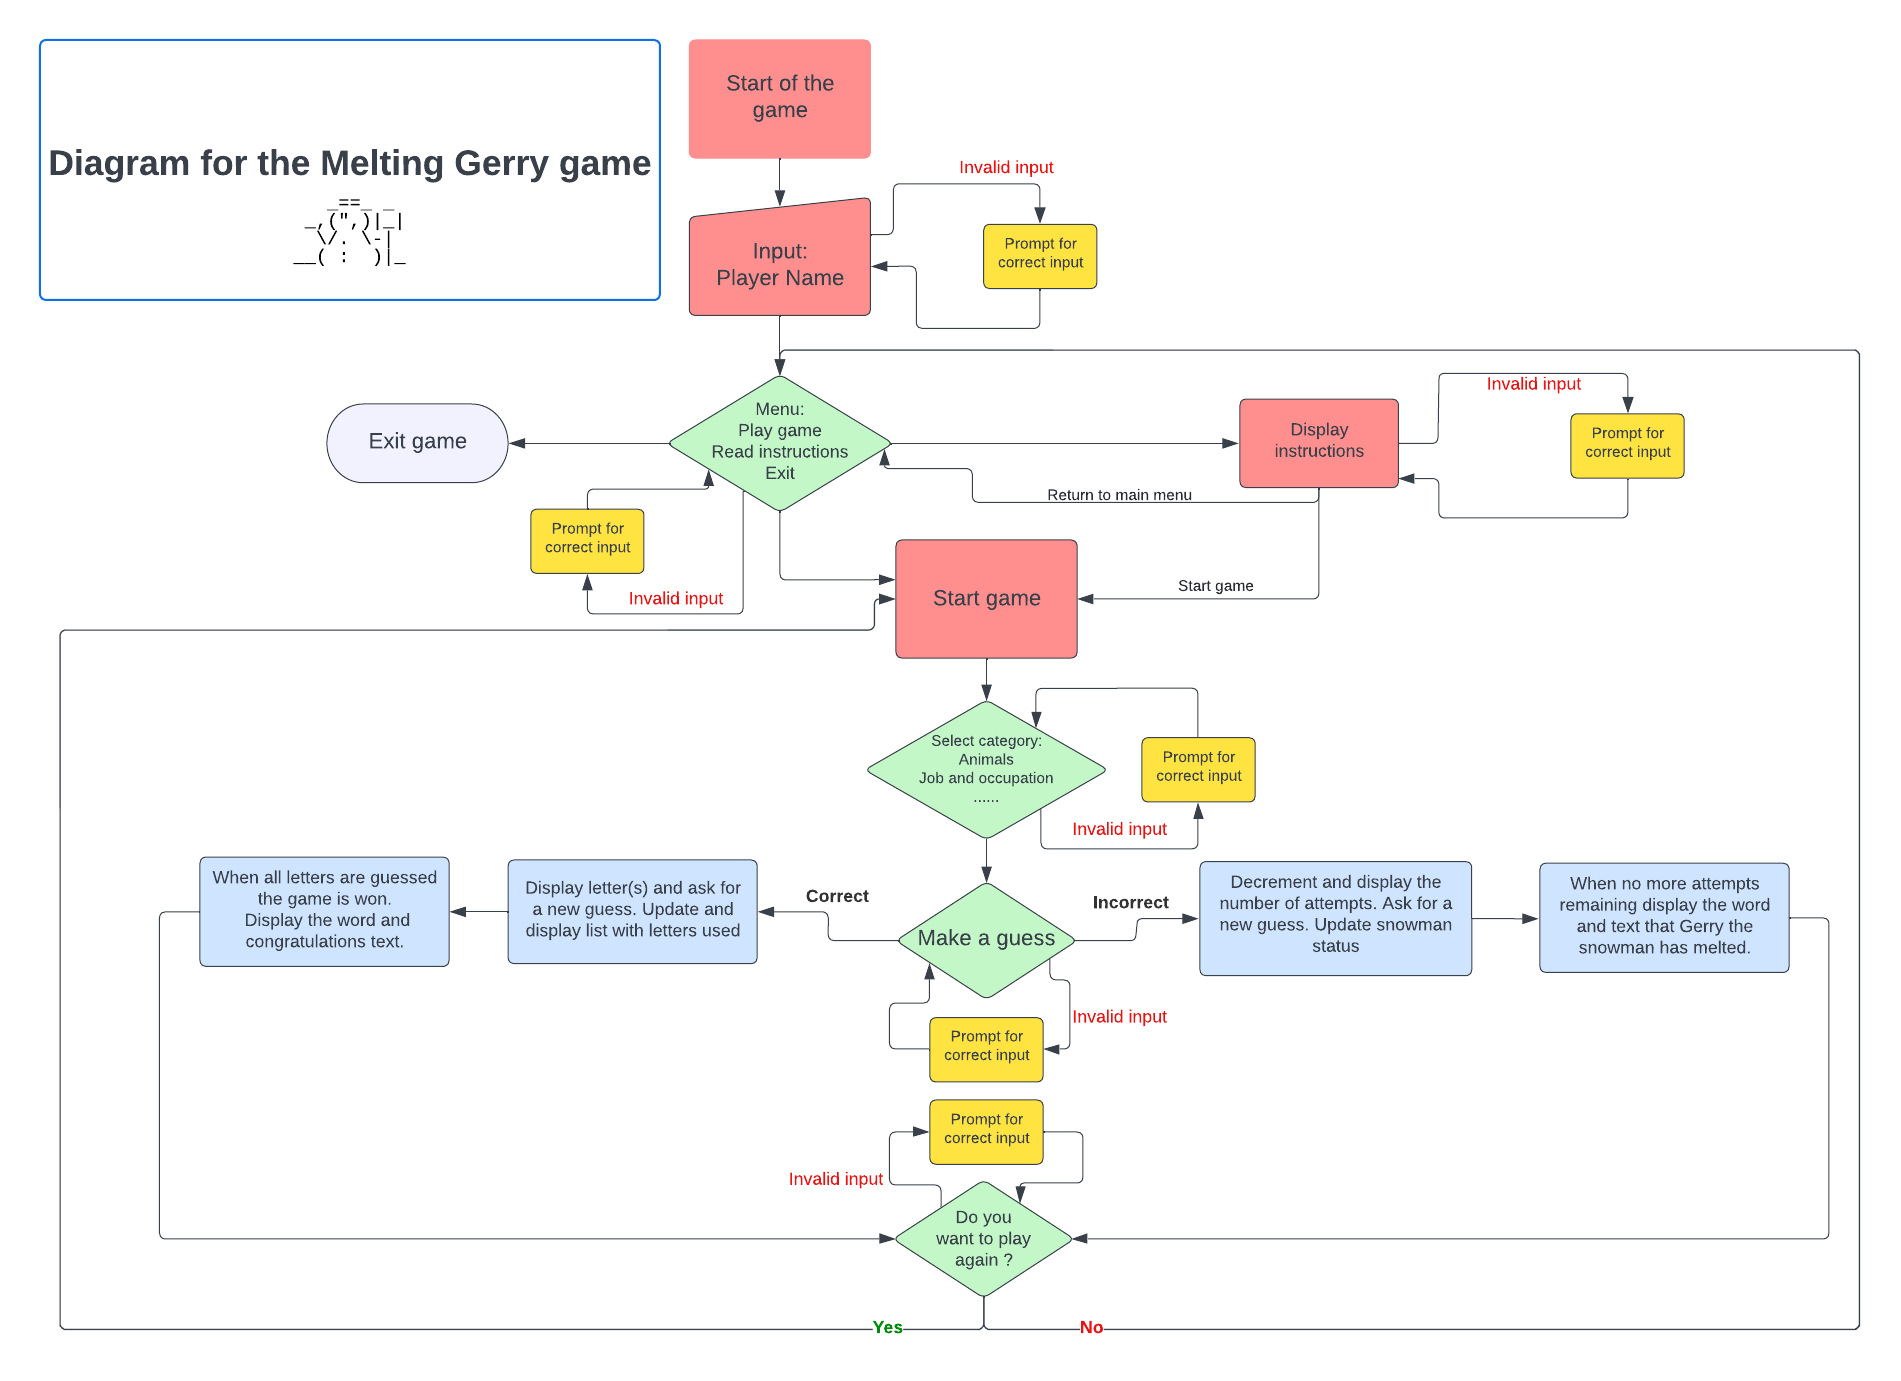 Diagram for the Melting Gerry game
_==_ _
_,(",)|_|
\/. \-|
__( :  )|_
Start of the
game
Invalid input
Input:
Player Name
Prompt for
correct input
Menu:
Play game
Read instructions
Exit
Exit game
Display
instructions
Invalid input
Prompt for
correct input
Return to main menu
Prompt for
correct input
Invalid input
Start game
Start game
Select category:
Animals
Job and occupation
......
Prompt for
correct input
Invalid input
When all letters are guessed
the game is won.
Display the word and
congratulations text.
Display letter(s) and ask for
a new guess. Update and
display list with letters used
Correct
Make a guess
Incorrect
Decrement and display the
number of attempts. Ask for a
new guess. Update snowman
status
When no more attempts
remaining display the word
and text that Gerry the
snowman has melted.
Invalid input
Prompt for
correct input
Prompt for
correct input
Invalid input
Do you
want to play
again ?
Yes
No